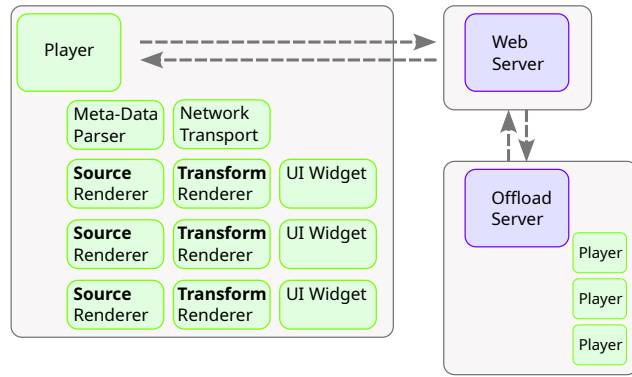 Player
Web
Server
Meta-Data
Parser
Network
Transport
Source
Renderer
Transform
Renderer
UI Widget
Source
Renderer
Transform
Renderer
UI Widget
Source
Renderer
Transform
Renderer
UI Widget
Offload
Server
Player
Player
Player